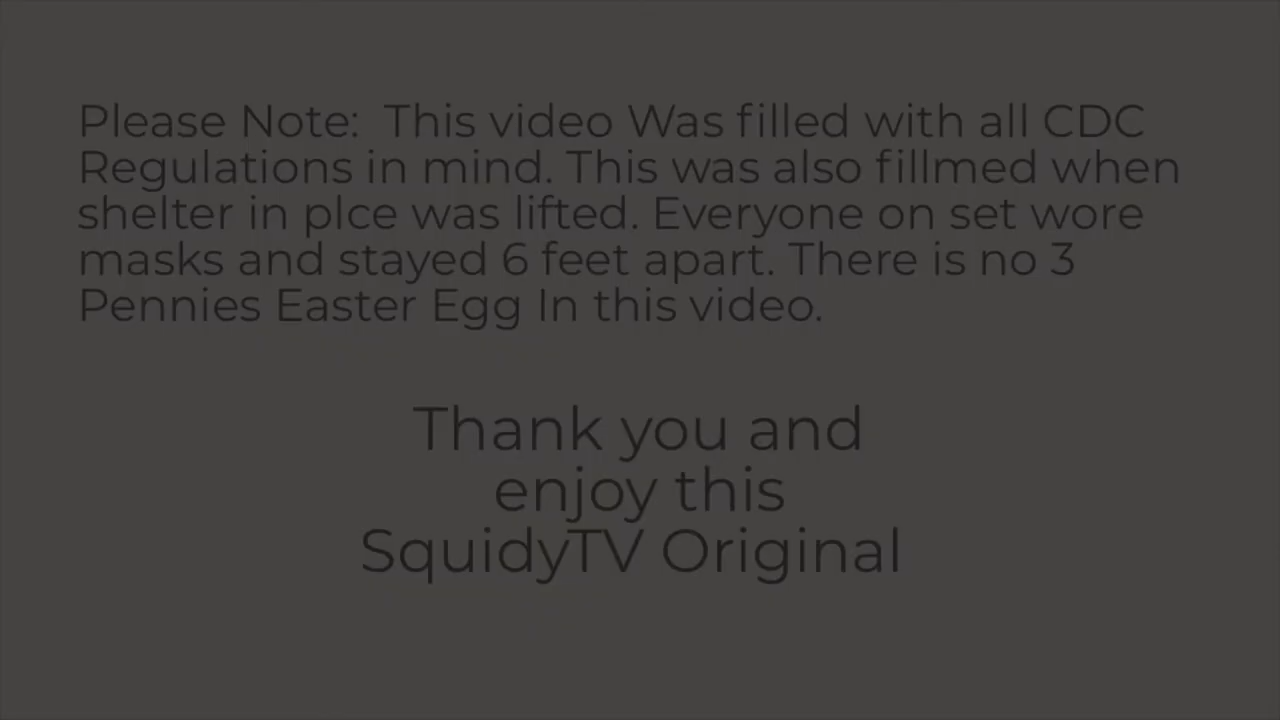 Please Note:  This video Was filled with all CDC
Regulations in mind. This was also fillmed when
shelter in plce was lifted. Everyone on set wore
masks and stayed 6 feet apart. There is no 3
Pennies Easter Egg In this video.
Thank you and
enjoy this
SquidyTV Original